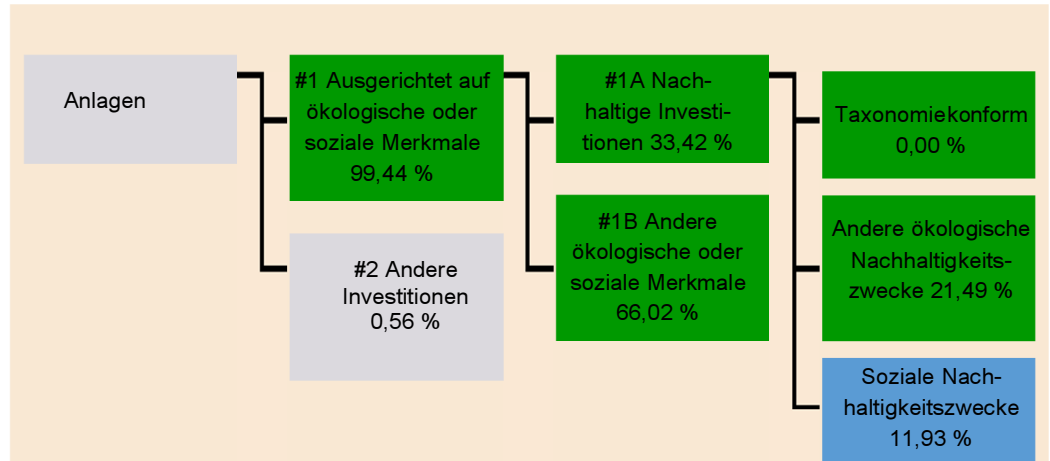 Anlagen
#1 Ausgerichtet auf
ökologische oder
soziale Merkmale
99,44 %
#2 Andere
Investitionen
0,56 %
#1A Nach-
haltige Investi-
tionen 33,42 %
#1B Andere
ökologische oder
soziale Merkmale
66,02 %
Taxonomiekonform
0,00 %
Andere ökologische
Nachhaltigkeits-
zwecke 21,49 %
Soziale Nach-
haltigkeitszwecke
11,93 %